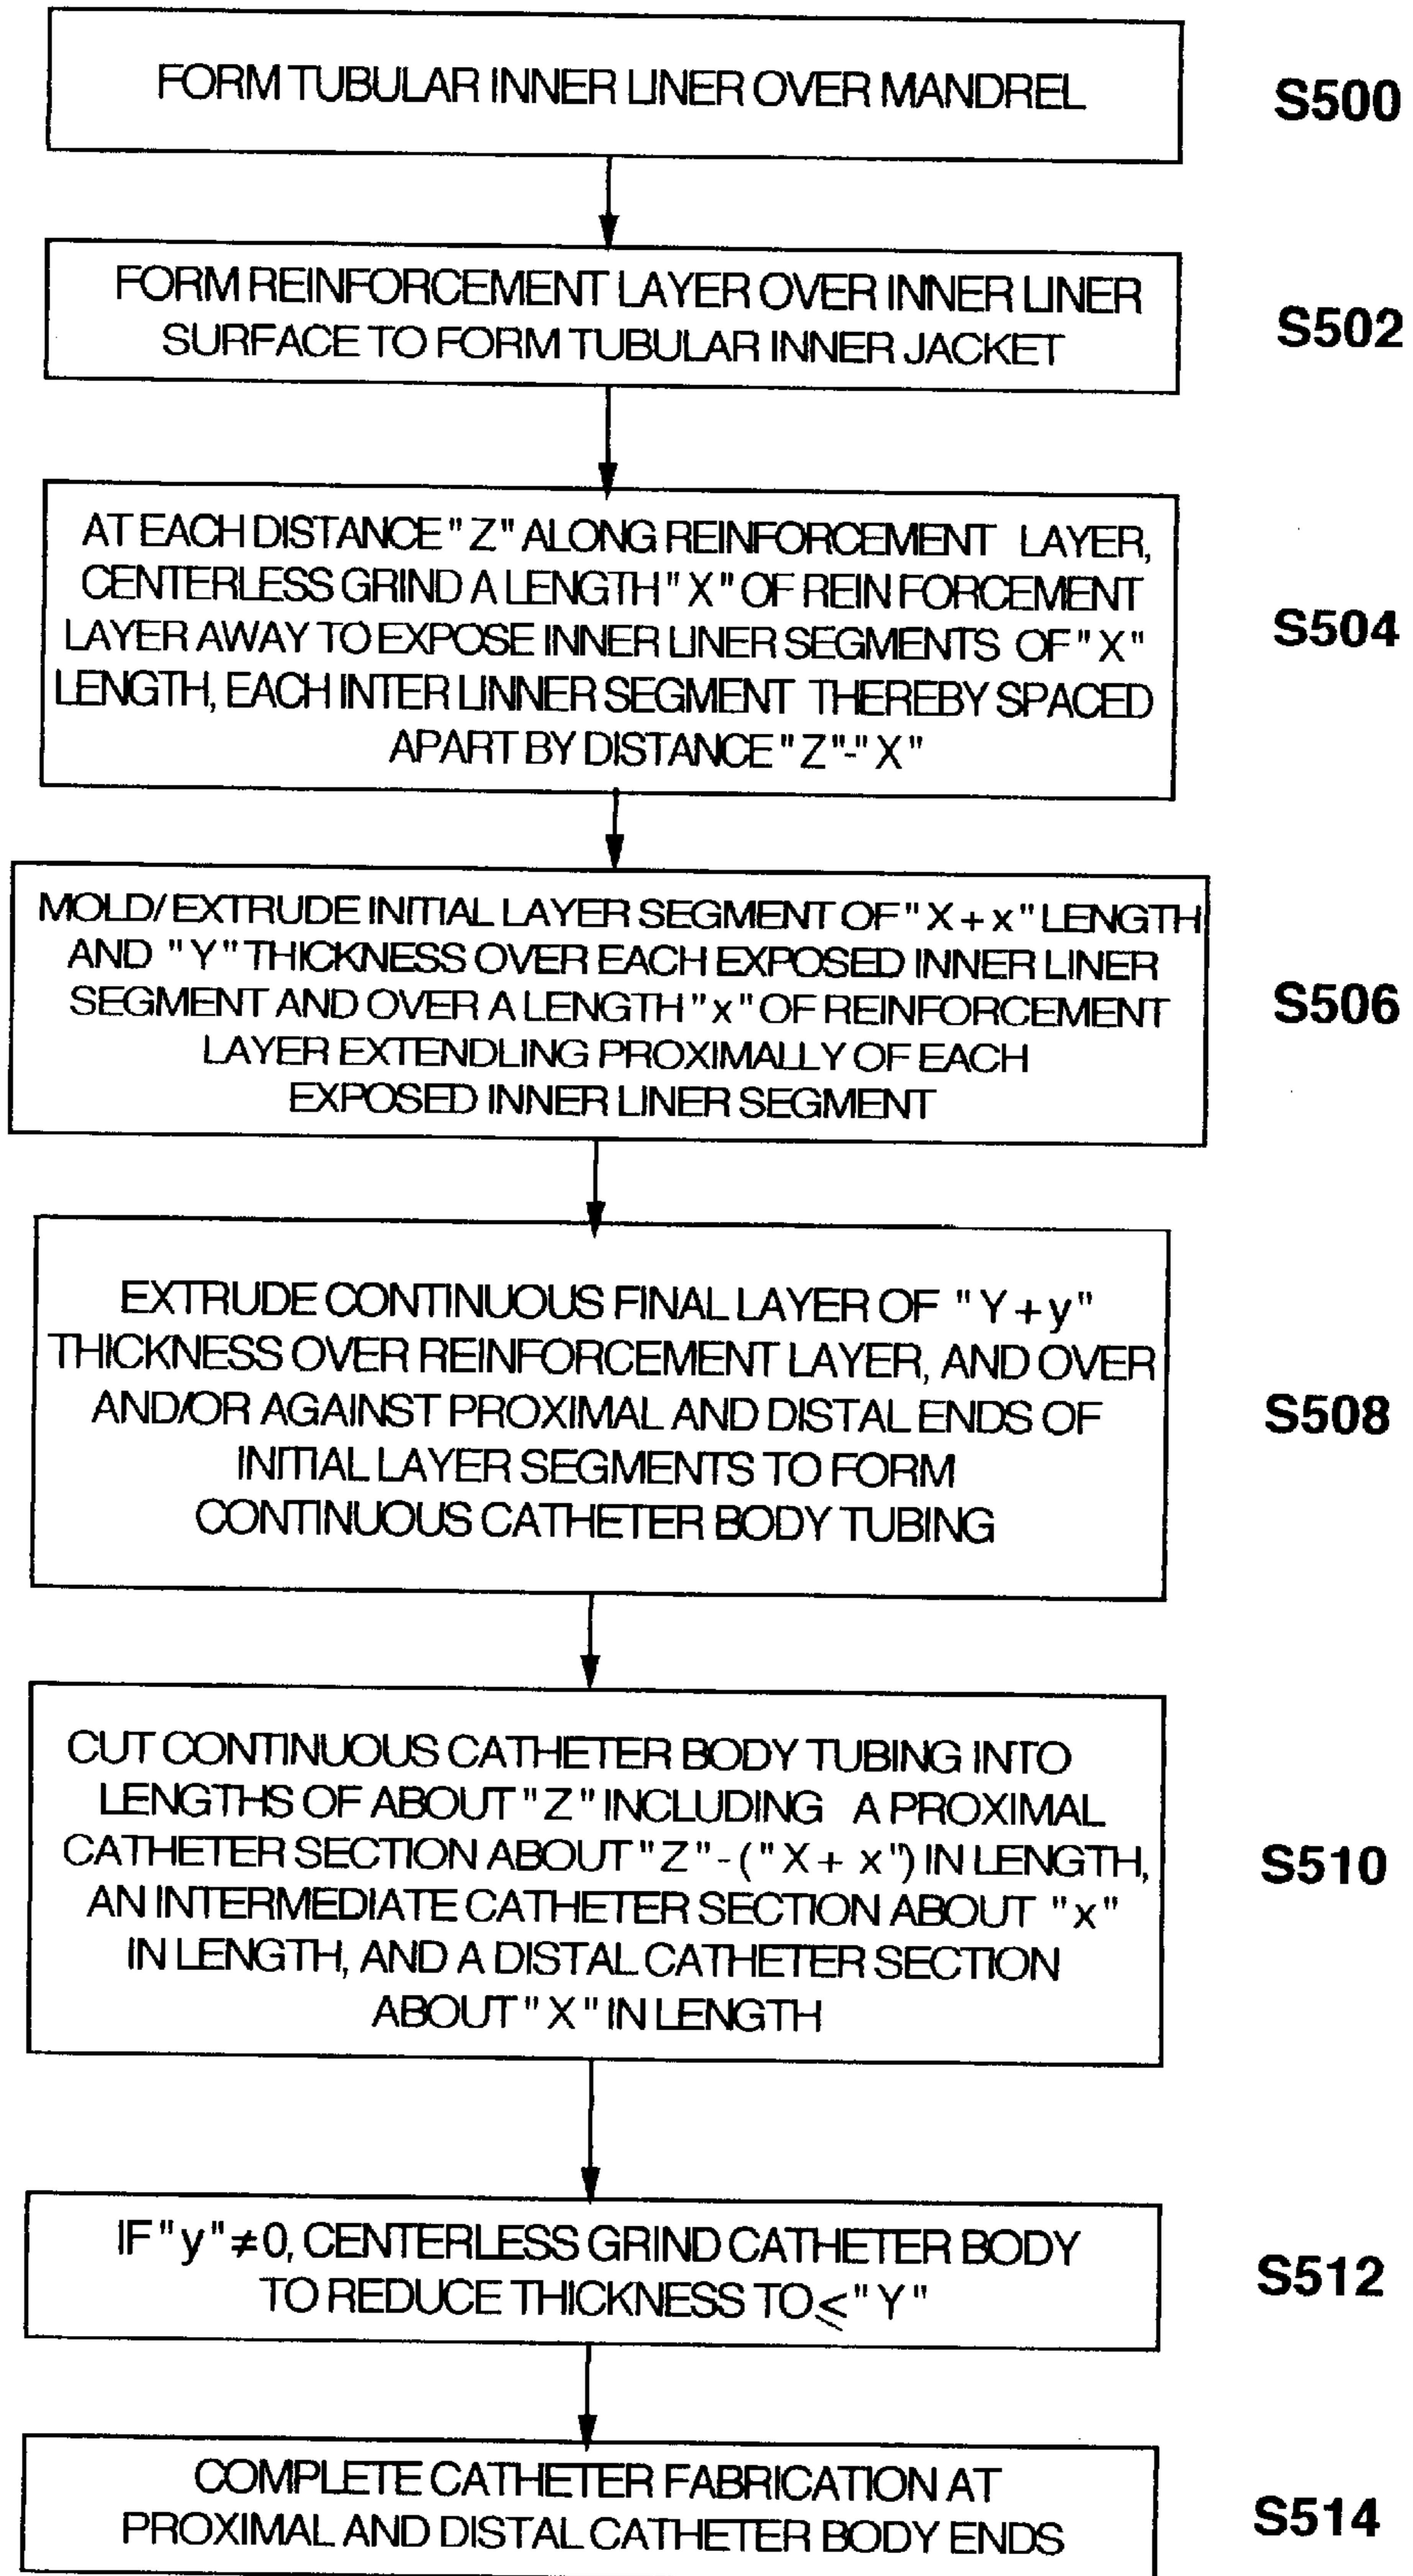 FORM TUBULAR INNER LINER OVER MANDREL
S500
FORM REINFORCEMENT LAYER OVER INNER LINER
SURFACE TO FORM TUBULAR INNER JACKET
S502
AT EACH DISTANCE "Z" ALONG REINFORCEMENT LAYER,
CENTERLESS GRIND A LENGTH "X" OF REIN FORCEMENT
LAYER AWAY TO EXPOSE INNER LINER SEGMENTS OF "X"
LENGTH, EACH INTER LINNER SEGMENT THEREBY SPACED
APART BY DISTANCE "Z"-"X"
S504
MOLD/EXTRUDE INITIAL LAYER SEGMENT OF "X + x" LENGTH
AND "Y" THICKNESS OVER EACH EXPOSED INNER LINER
SEGMENT AND OVER A LENGTH "x" OF REINFORCEMENT
LAYER EXTENDLING PROXIMALLY OF EACH
EXPOSED INNER LINER SEGMENT
S506
EXTRUDE CONTINUOUS FINAL LAYER OF "Y + y"
THICKNESS OVER REINFORCEMENT LAYER, AND OVER
AND/OR AGAINST PROXIMAL AND DISTAL ENDS OF
INITIAL LAYER SEGMENTS TO FORM
CONTINUOUS CATHETER BODY TUBING
S508
CUT CONTINUOUS CATHETER BODY TUBING INTO
LENGTHS OF ABOUT "Z" INCLUDING A PROXIMAL
CATHETER SECTION ABOUT "Z" - ("X + x") IN LENGTH,
AN INTERMEDIATE CATHETER SECTION ABOUT "x"
IN LENGTH, AND A DISTAL CATHETER SECTION
ABOUT "X" IN LENGTH
S510
IF "y" ≠ 0, CENTERLESS GRIND CATHETER BODY
TO REDUCE THICKNESS TO ≤ "Y"
S512
COMPLETE CATHETER FABRICATION AT
PROXIMAL AND DISTAL CATHETER BODY ENDS
S514